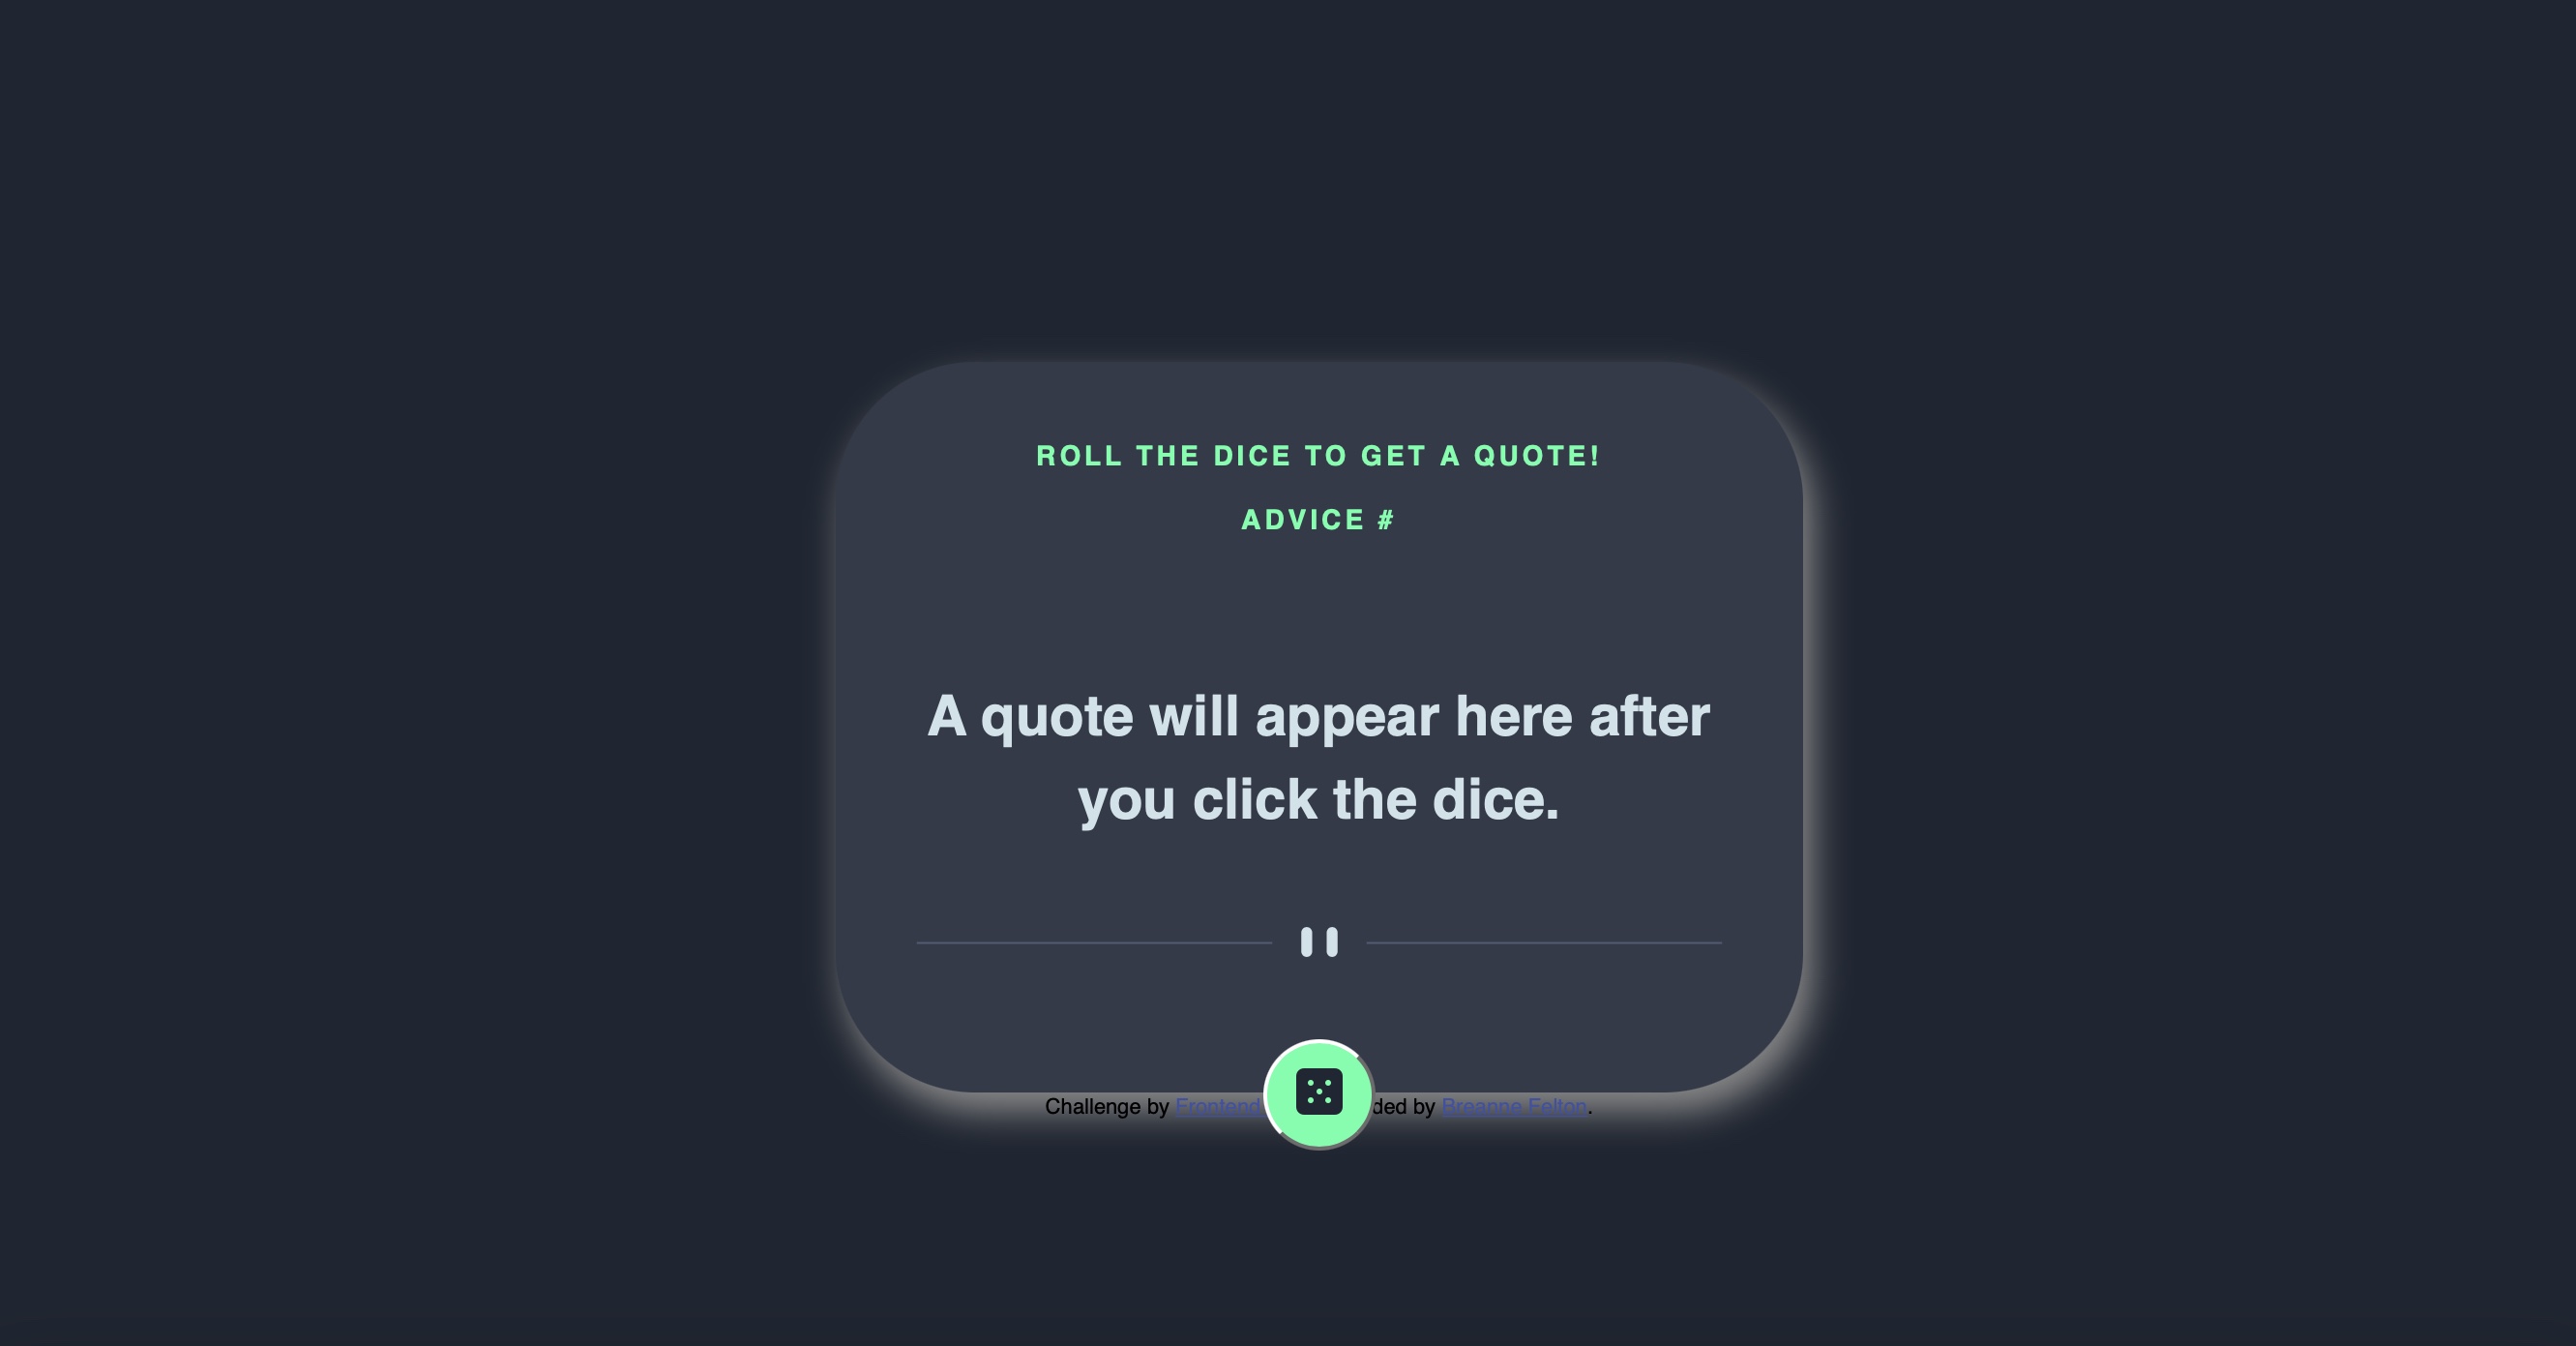 ROLL THE DICE TO GET A QUOTE!
ADVICE #
A quote will appear here after
you click the dice.
Challenge by Frontend ded by Breanne Felton.